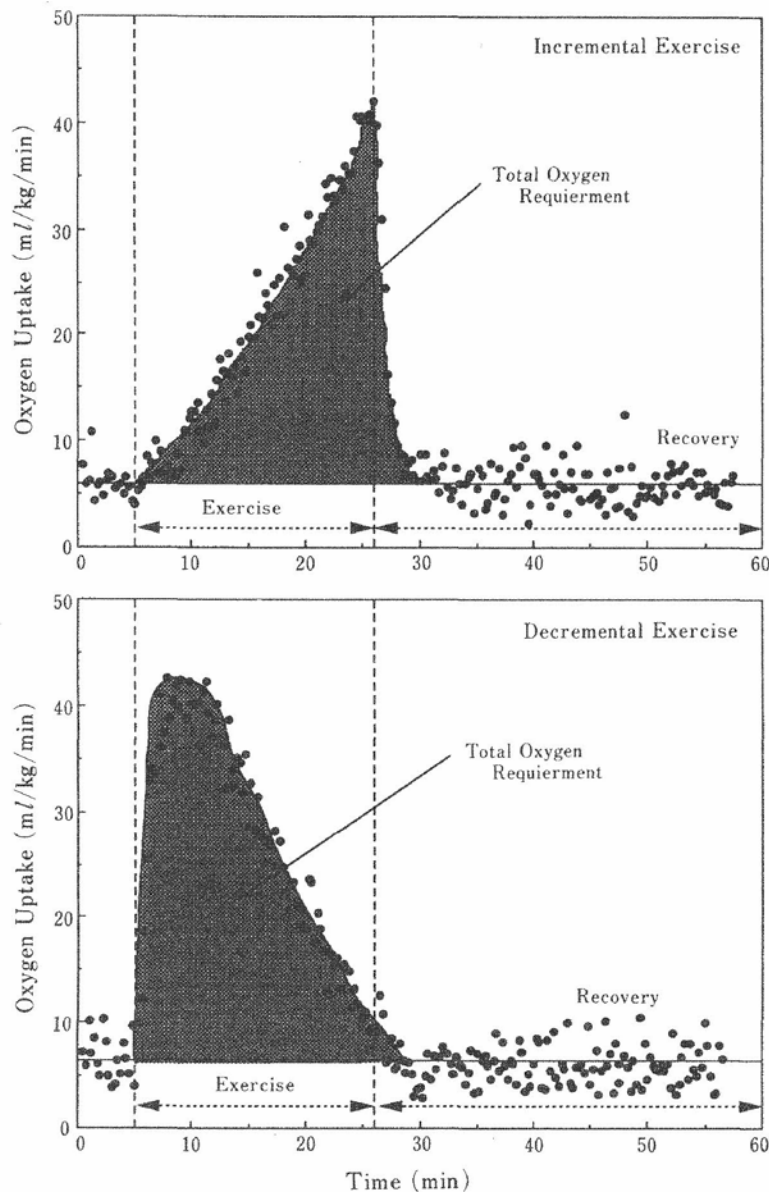 50
Incremental Exercise
40
Total Oxygen
Requierment
30
20
10
Recovery
Exercise
0
0 10 20 30 40 50 60
Oxygen Uptake (ml/kg/min)
50
Decremental Exercise
40
Total Oxygen
Requierment
30
20
10
Recovery
Exercise
0
0 10 20 30 40 50 60
Oxygen Uptake (ml/kg/min)
Time (min)